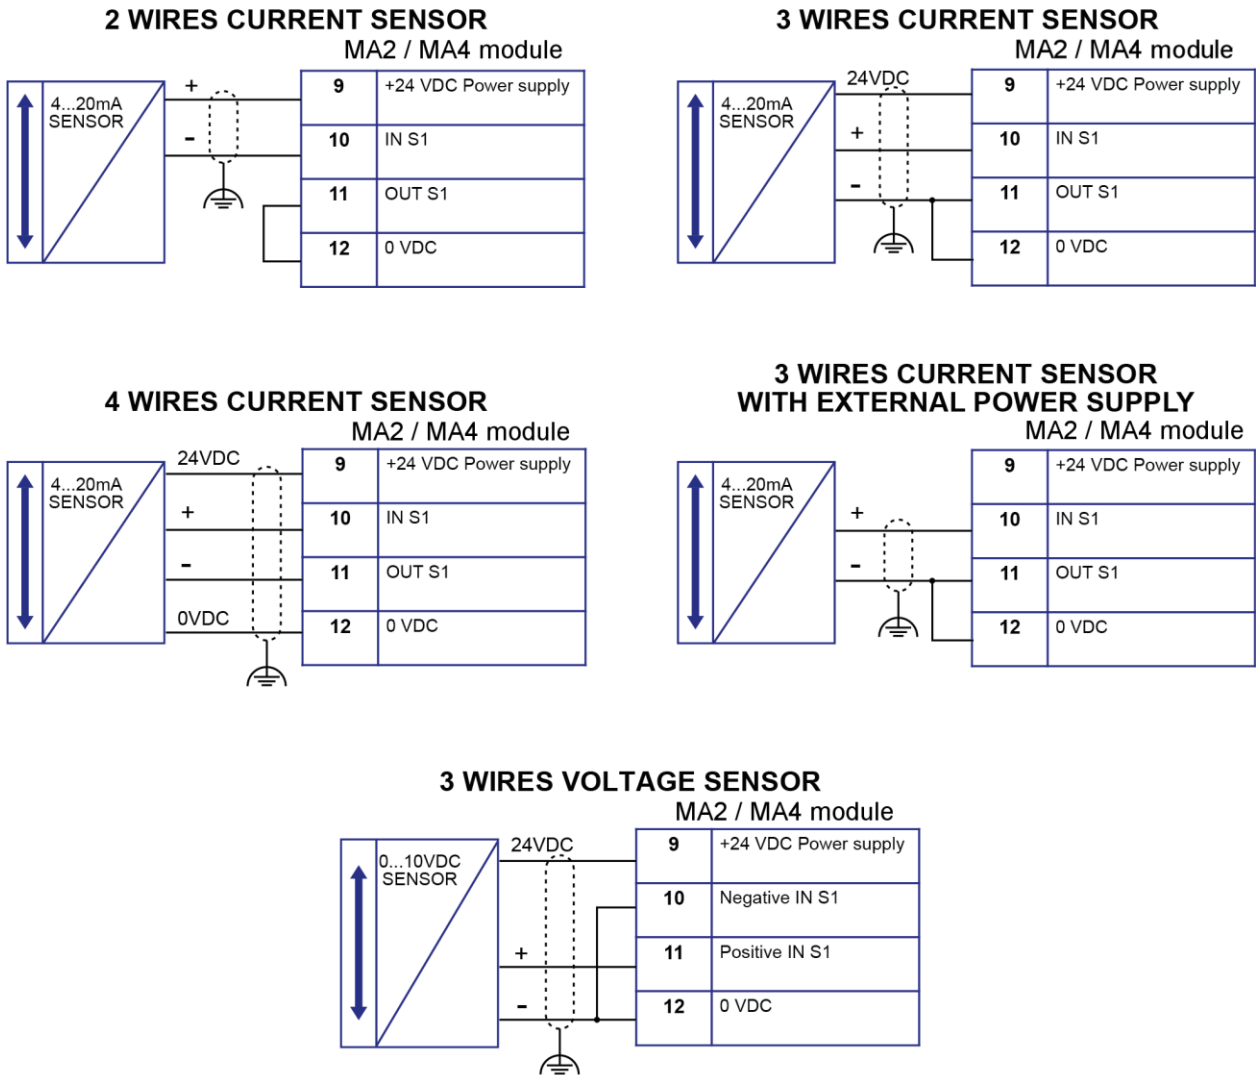 2 WIRES CURRENT SENSOR
MA2 / MA4 module
4...20mA
SENSOR
+
-
9 +24 VDC Power supply
10 IN S1
11 OUT S1
12 0 VDC
3 WIRES CURRENT SENSOR
MA2 / MA4 module
4...20mA
SENSOR
24VDC
+
-
9 +24 VDC Power supply
10 IN S1
11 OUT S1
12 0 VDC
4 WIRES CURRENT SENSOR
MA2 / MA4 module
4...20mA
SENSOR
24VDC
+
-
0VDC
9 +24 VDC Power supply
10 IN S1
11 OUT S1
12 0 VDC
3 WIRES CURRENT SENSOR
WITH EXTERNAL POWER SUPPLY
MA2 / MA4 module
4...20mA
SENSOR
+
-
9 +24 VDC Power supply
10 IN S1
11 OUT S1
12 0 VDC
3 WIRES VOLTAGE SENSOR
MA2 / MA4 module
0...10VDC
SENSOR
24VDC
+
-
9 +24 VDC Power supply
10 Negative IN S1
11 Positive IN S1
12 0 VDC